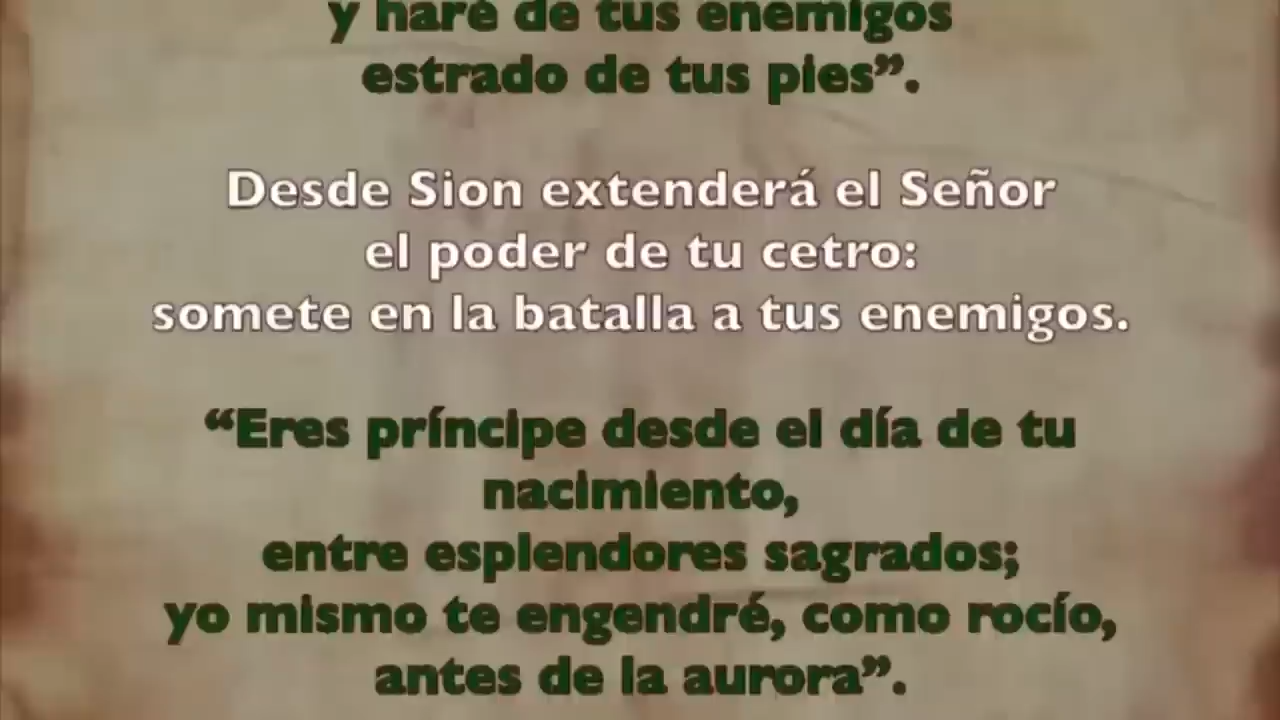 y haré de tus enemigos
estrado de tus pies”.
Desde Sion extenderá el Señor
el poder de tu cetro:
somete en la batalla a tus enemigos.
“Eres príncipe desde el día de tu
nacimiento,
entre esplendores sagrados;
yo mismo te engendré, como rocío,
antes de la aurora”.